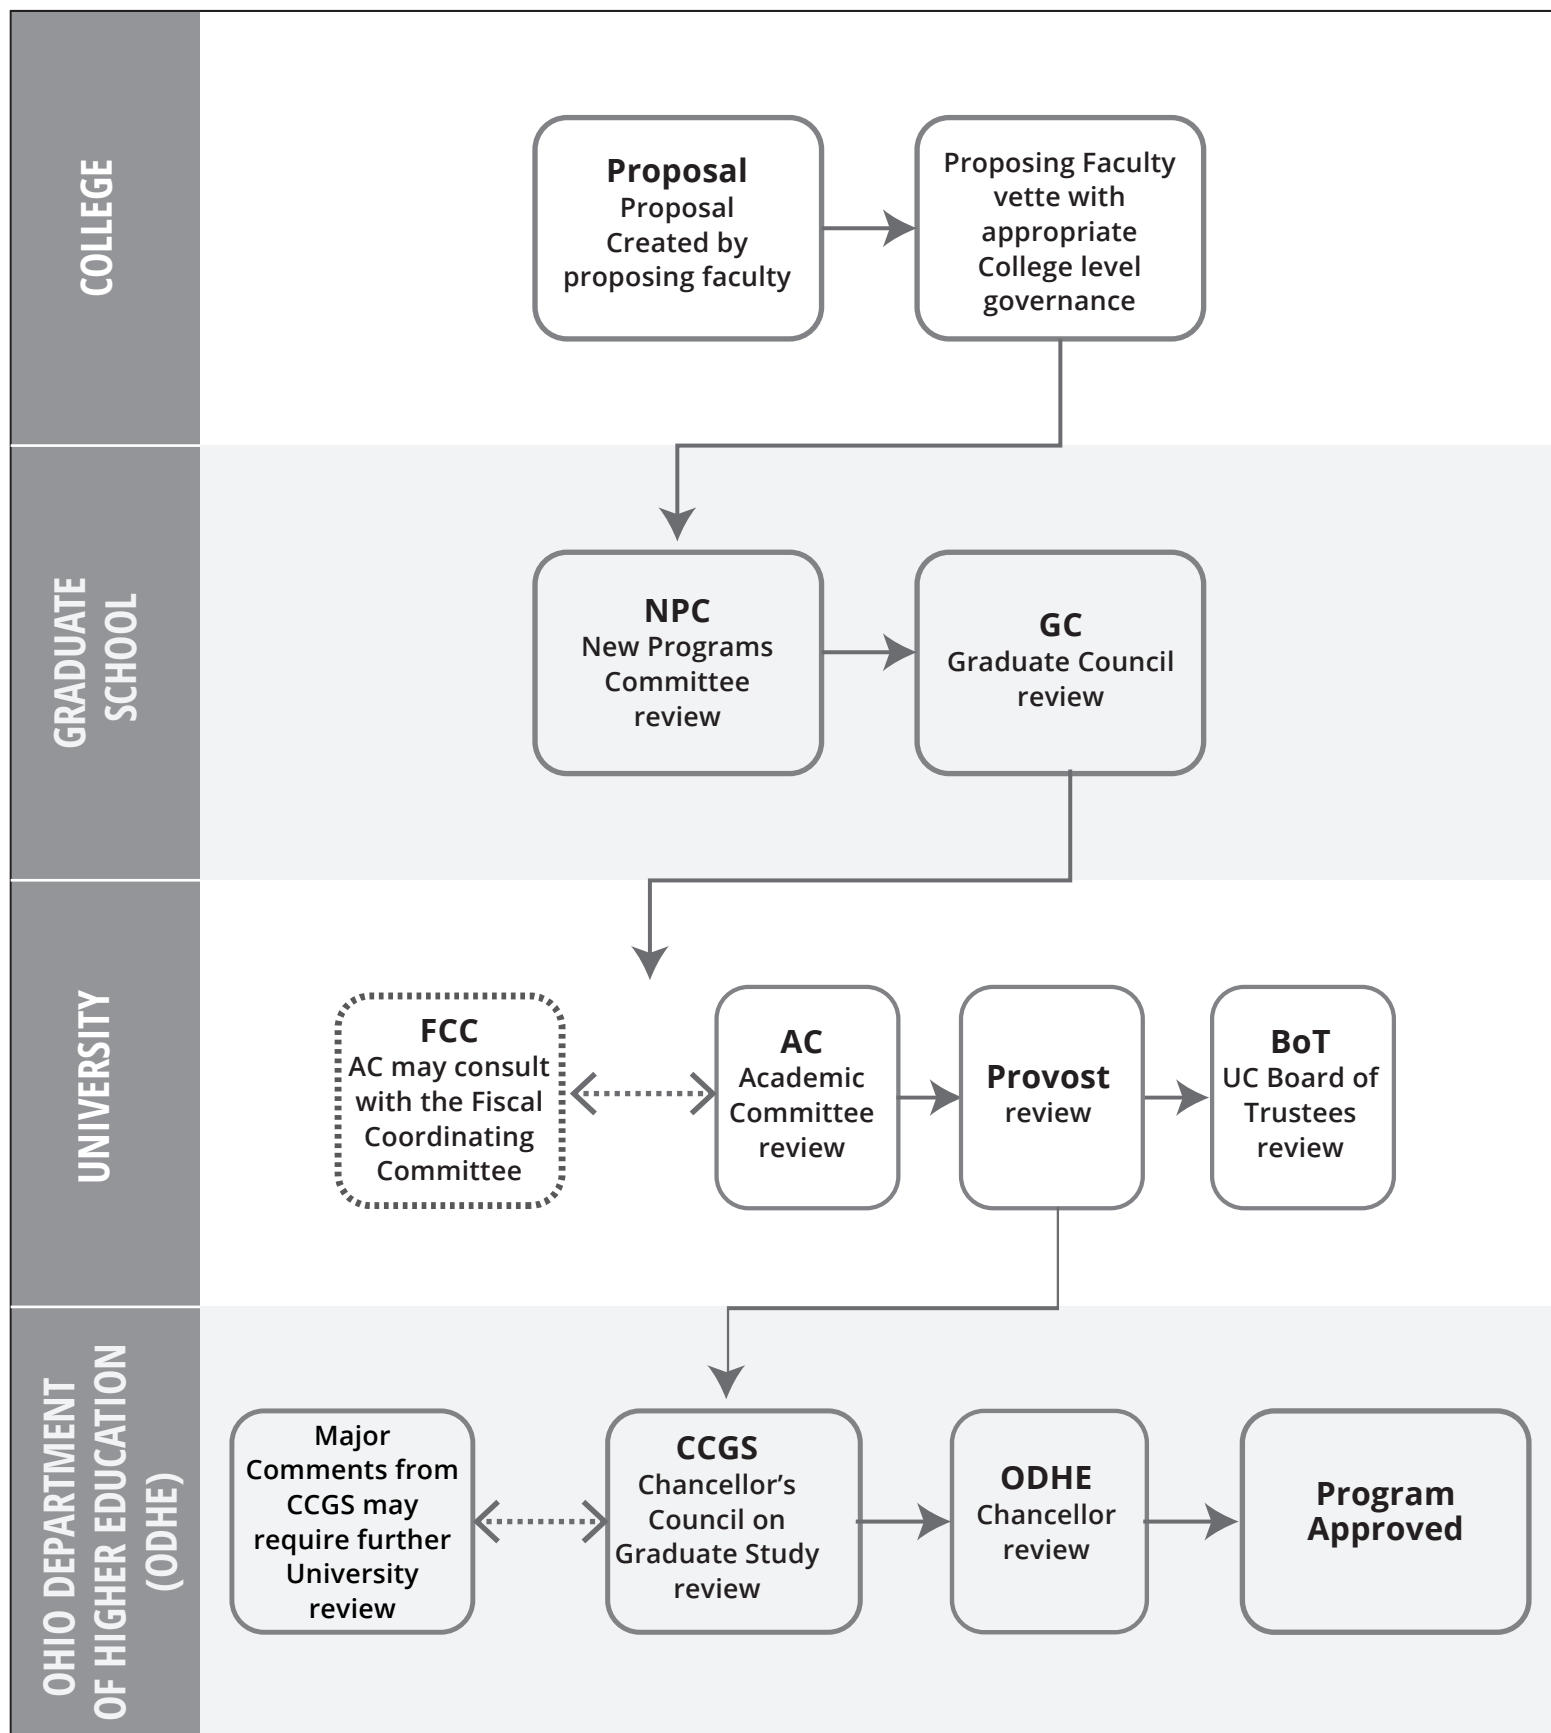 COLLEGE
Proposal
Proposal
Created by
proposing faculty
Proposing Faculty
vette with
appropriate
College level
governance
GRADUATE
SCHOOL
NPC
New Programs
Committee
review
GC
Graduate Council
review
UNIVERSITY
FCC
AC may consult
with the Fiscal
Coordinating
Committee
AC
Academic
Committee
review
Provost
review
BoT
UC Board of
Trustees
review
OHIO DEPARTMENT
OF HIGHER EDUCATION
(ODHE)
Major
Comments from
CCGS may
require further
University
review
CCGS
Chancellor’s
Council on
Graduate Study
review
ODHE
Chancellor
review
Program
Approved